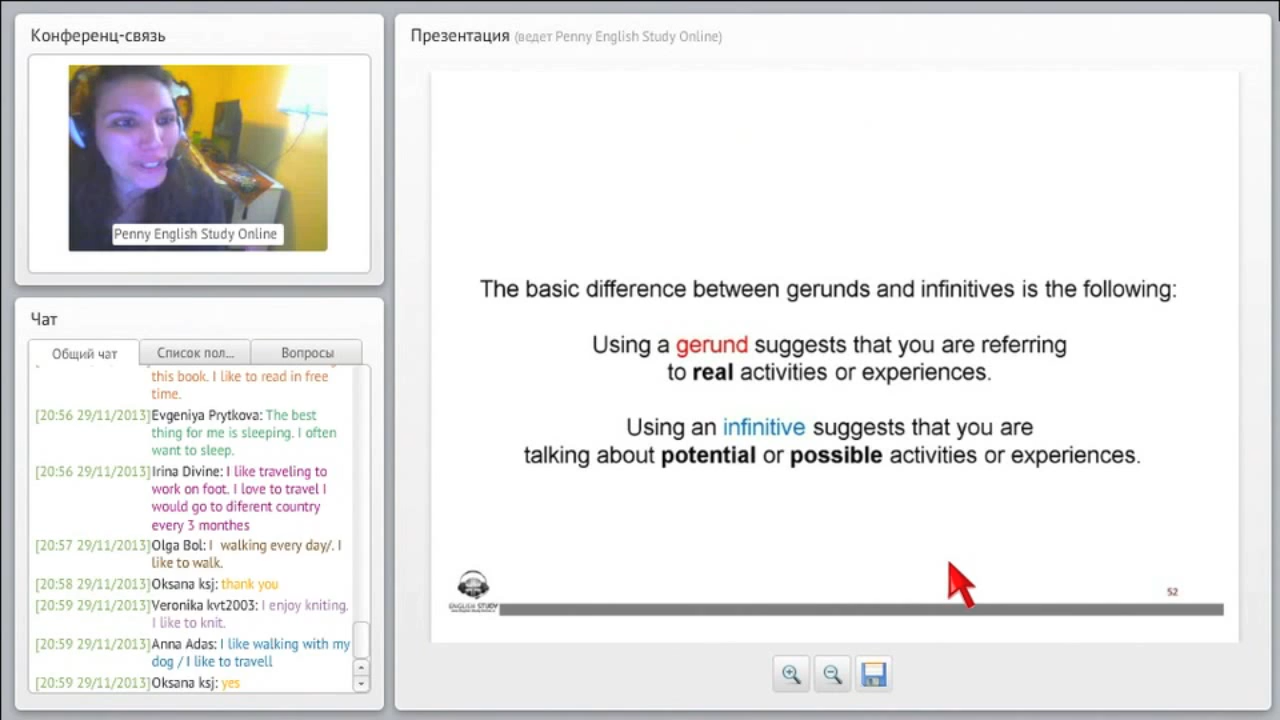 Конференц-связь
Penny English Study Online
Чат
Общий чат
Список пол...
Вопросы
this book. I like to read in free
time.
[20:56 29/11/2013]Evgeniya Prytkova: The best
thing for me is sleeping. I often
want to sleep.
[20:56 29/11/2013]Irina Divine: I like traveling to
work on foot. I love to travel I
would go to diferent country
every 3 monthes
[20:57 29/11/2013]Olga Bol: I walking every day/. I
like to walk.
[20:58 29/11/2013]Oksana ksj: thank you
[20:59 29/11/2013]Veronika kvt2003: I enjoy kniting.
I like to knit.
[20:59 29/11/2013]Anna Adas: I like walking with my
dog / I like to travell
[20:59 29/11/2013]Oksana ksj: yes
Презентация (ведет Penny English Study Online)
The basic difference between gerunds and infinitives is the following:
Using a gerund suggests that you are referring
to real activities or experiences.
Using an infinitive suggests that you are
talking about potential or possible activities or experiences.
ENGLISH STUDY
52